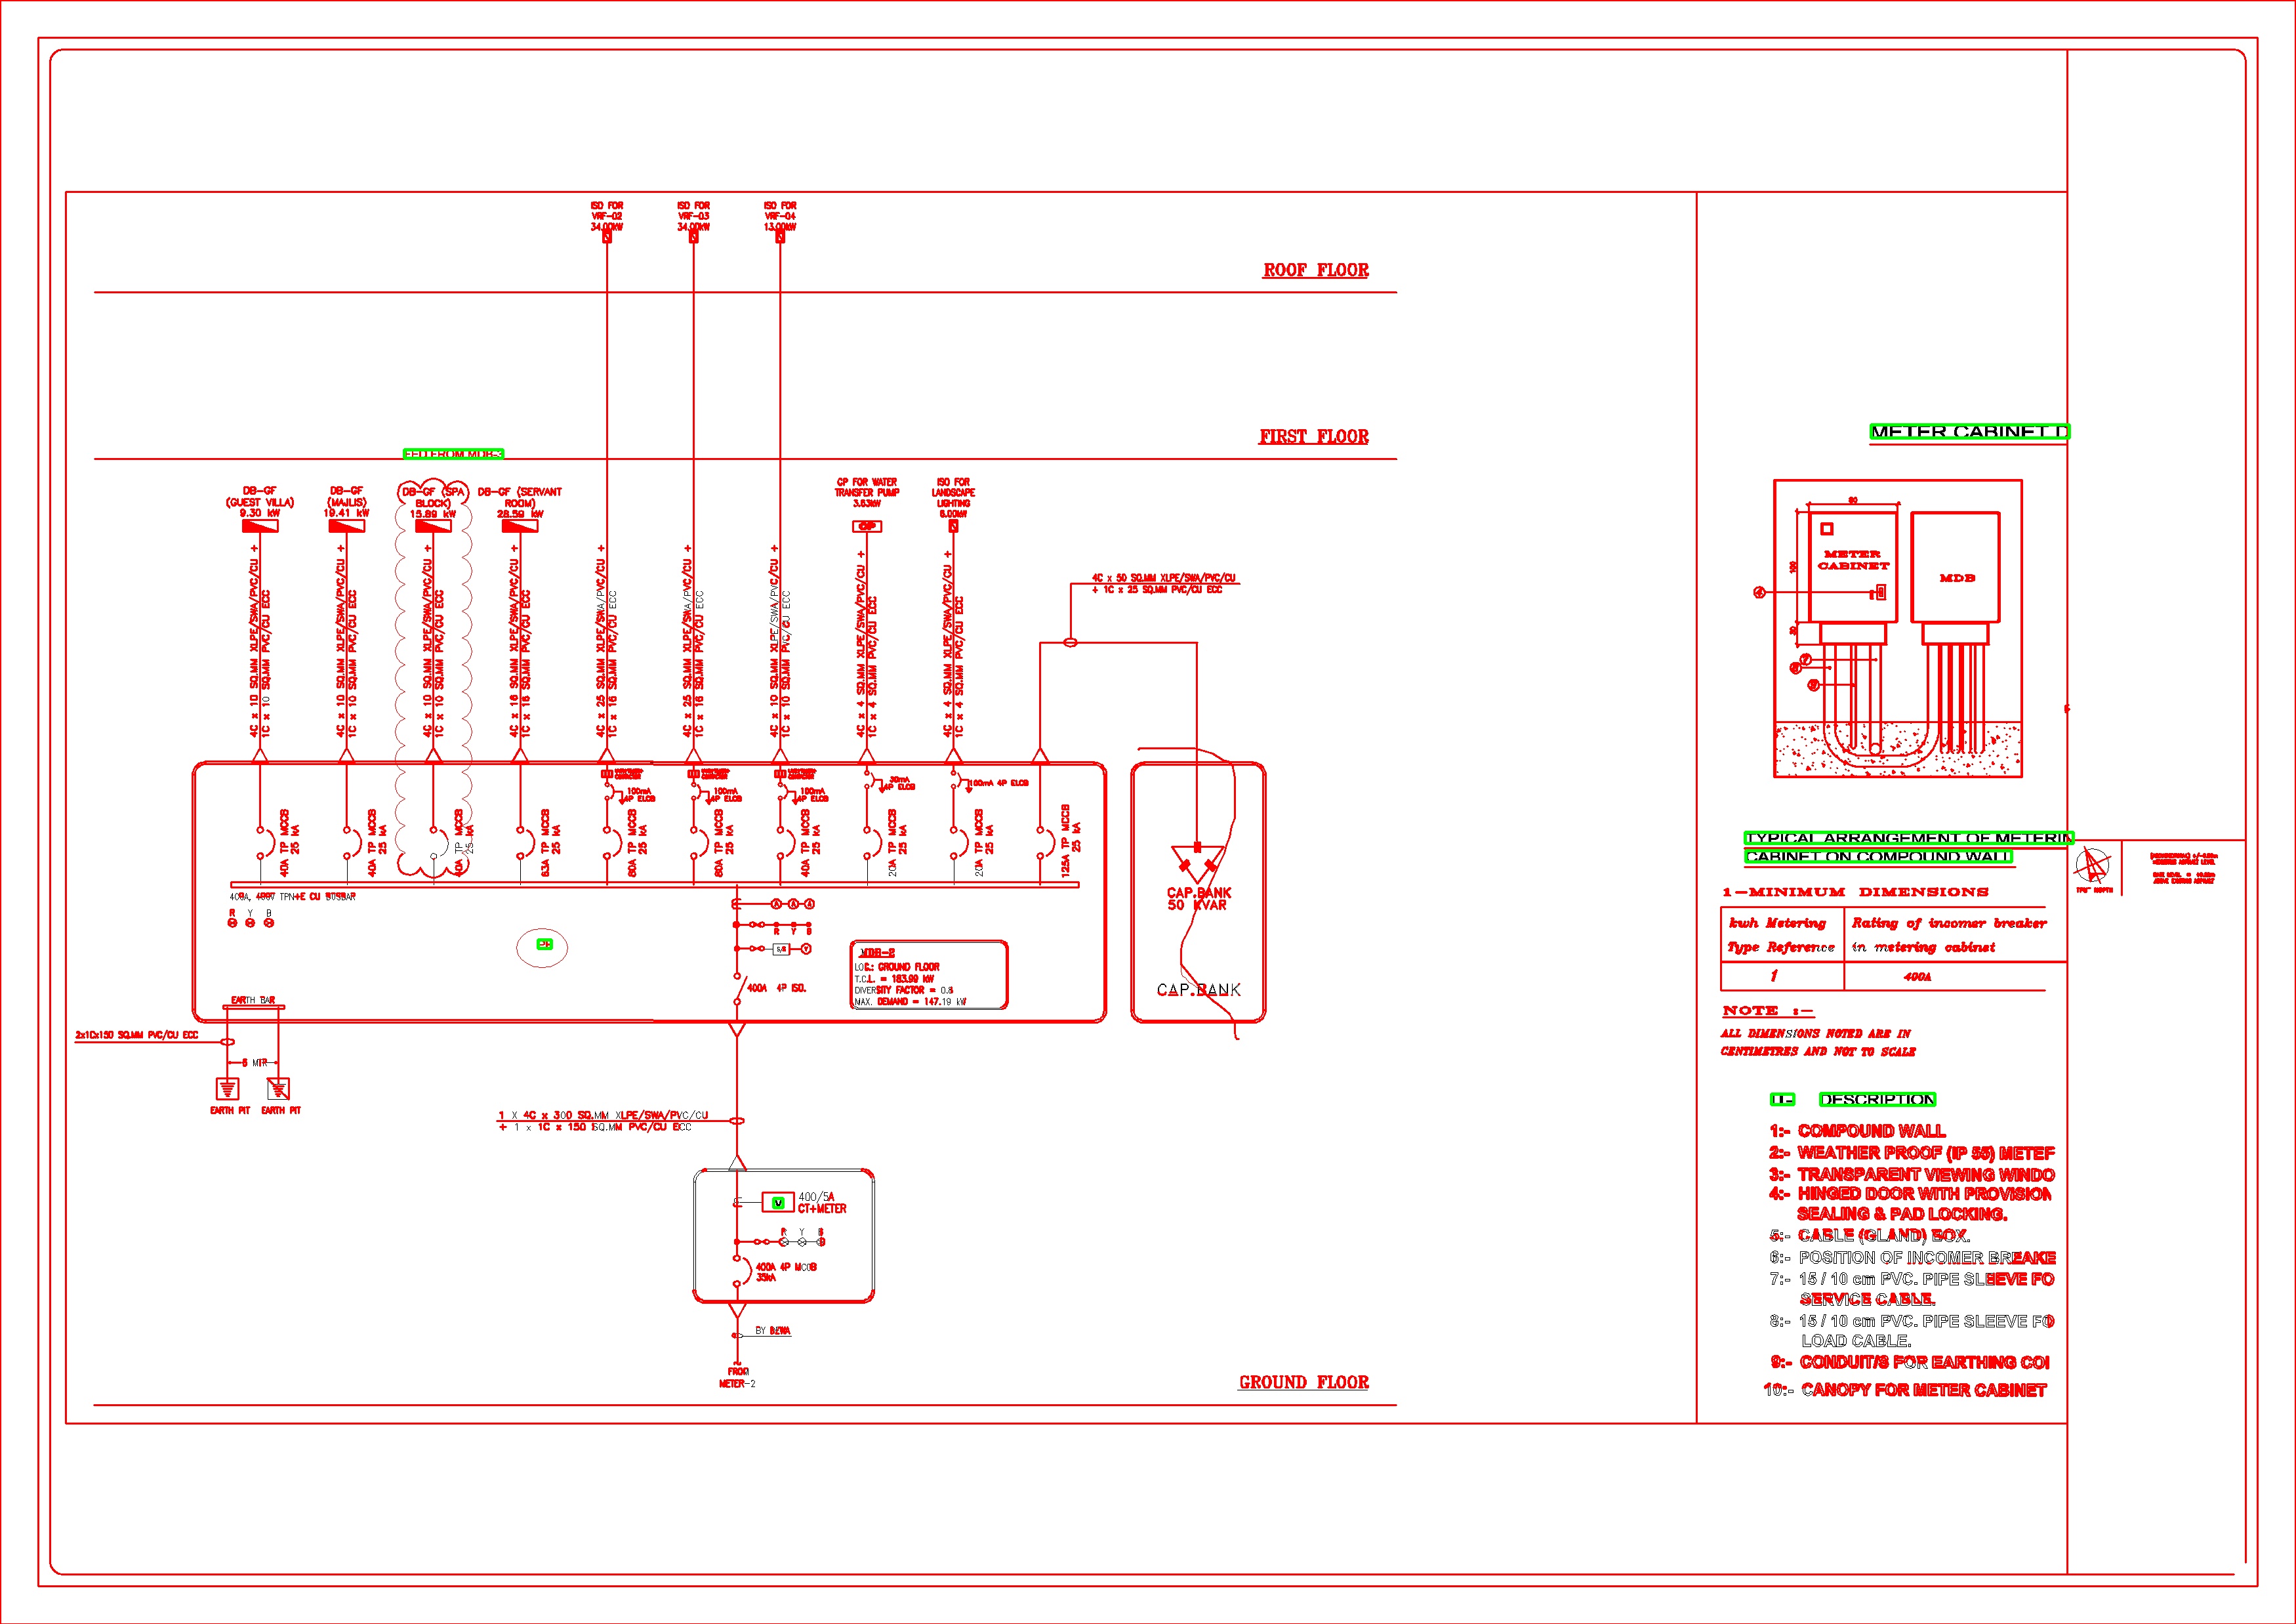 ISO FOR
VRF-02
34.00kW
ISO FOR
VRF-03
34.00kW
ISO FOR
VRF-04
13.00kW
ROOF FLOOR
FIRST FLOOR
FED FROM MDB-3
DB-GF
(GUEST VILLA)
9.30 kW
DB-GF
(MAJLIS)
19.41 kW
DB-GF (SPA
BLOCK)
15.89 kW
DB-GF (SERVANT
ROOM)
28.59 kW
CP FOR WATER
TRANSFER PUMP
3.63kW
CP
ISO FOR
LANDSCAPE
LIGHTING
6.00kW
4C x 10 SQ.MM XLPE/SWA/PVC/CU +
1C x 10 SQ.MM PVC/CU ECC
4C x 10 SQ.MM XLPE/SWA/PVC/CU +
1C x 10 SQ.MM PVC/CU ECC
4C x 10 SQ.MM XLPE/SWA/PVC/CU +
1C x 10 SQ.MM PVC/CU ECC
4C x 16 SQ.MM XLPE/SWA/PVC/CU +
1C x 16 SQ.MM PVC/CU ECC
4C x 25 SQ.MM XLPE/SWA/PVC/CU +
1C x 16 SQ.MM PVC/CU ECC
4C x 25 SQ.MM XLPE/SWA/PVC/CU +
1C x 16 SQ.MM PVC/CU ECC
4C x 10 SQ.MM XLPE/SWA/PVC/CU +
1C x 10 SQ.MM PVC/CU ECC
4C x 4 SQ.MM XLPE/SWA/PVC/CU +
1C x 4 SQ.MM PVC/CU ECC
4C x 4 SQ.MM XLPE/SWA/PVC/CU +
1C x 4 SQ.MM PVC/CU ECC
4C x 50 SQ.MM XLPE/SWA/PVC/CU
+ 1C x 25 SQ.MM PVC/CU ECC
100mA
4P ELCB
100mA
4P ELCB
100mA
4P ELCB
30mA
4P ELCB
100mA 4P ELCB
40A TP MCCB
25 kA
40A TP MCCB
25 kA
40A TP MCCB
25 kA
63A TP MCCB
25 kA
80A TP MCCB
25 kA
80A TP MCCB
25 kA
40A TP MCCB
25 kA
20A TP MCCB
25 kA
20A TP MCCB
25 kA
125A TP MCCB
25 kA
400A, 400V TPN+E CU BUSBAR
R Y B
A A A
R Y B
V
400A 4P ISO.
MDB-2
LOC.: GROUND FLOOR
T.C.L. = 183.99 kW
DIVERSITY FACTOR = 0.8
MAX. DEMAND = 147.19 kW
CAP.BANK
50 KVAR
CAP.BANK
EARTH BAR
2x1Cx150 SQ.MM PVC/CU ECC
6 MTR
EARTH PIT
EARTH PIT
1 X 4C x 300 SQ.MM XLPE/SWA/PVC/CU
+ 1 x 1C x 150 SQ.MM PVC/CU ECC
400/5A
CT+METER
R Y B
400A 4P MCCB
35kA
BY DEWA
FROM
METER-2
GROUND FLOOR
METER CABINET D
60
METER
CABINET
100
MDB
4
7
TYPICAL ARRANGEMENT OF METERIN
CABINET ON COMPOUND WALL
TRUE NORTH
1-MINIMUM DIMENSIONS
kwh Metering
Type Reference
Rating of incomer breaker
in metering cabinet
1
400A
NOTE :-
ALL DIMENSIONS NOTED ARE IN
CENTIMETRES AND NOT TO SCALE
DESCRIPTION
1:- COMPOUND WALL
2:- WEATHER PROOF (IP 55) METER
3:- TRANSPARENT VIEWING WINDO
4:- HINGED DOOR WITH PROVISION
SEALING & PAD LOCKING.
5:- CABLE (GLAND) BOX.
6:- POSITION OF INCOMER BREAKE
7:- 15 / 10 cm PVC. PIPE SLEEVE FO
SERVICE CABLE.
8:- 15 / 10 cm PVC. PIPE SLEEVE FO
LOAD CABLE.
9:- CONDUIT/S FOR EARTHING CO
10:- CANOPY FOR METER CABINET